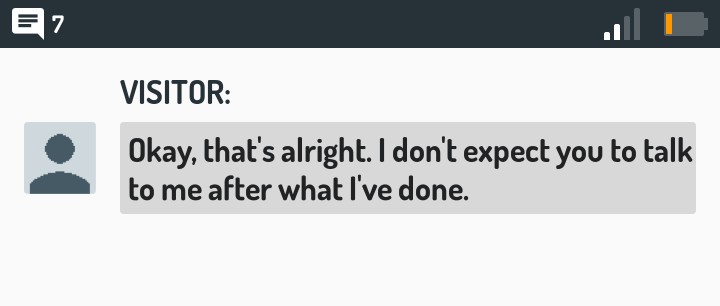 7
VISITOR:
Okay, that's alright. I don't expect you to talk
to me after what I've done.